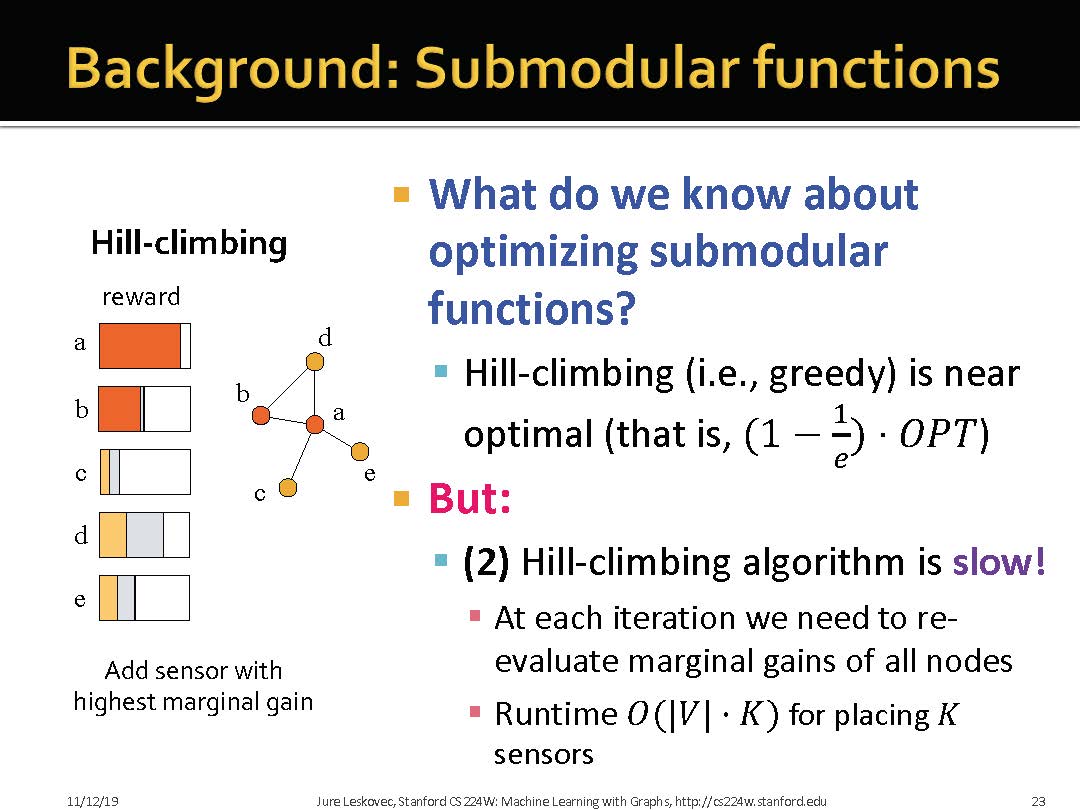 Background: Submodular functions
Hill-climbing
reward
a
b
c
d
e
d
b
a
e
c
Add sensor with
highest marginal gain
▪ What do we know about
optimizing submodular
functions?
▪ Hill-climbing (i.e., greedy) is near
optimal (that is, (1 − 1/e) · OPT)
▪ But:
▪ (2) Hill-climbing algorithm is slow!
▪ At each iteration we need to re-
evaluate marginal gains of all nodes
▪ Runtime O(|V| · K) for placing K
sensors
11/12/19 Jure Leskovec, Stanford CS224W: Machine Learning with Graphs, http://cs224w.stanford.edu 23